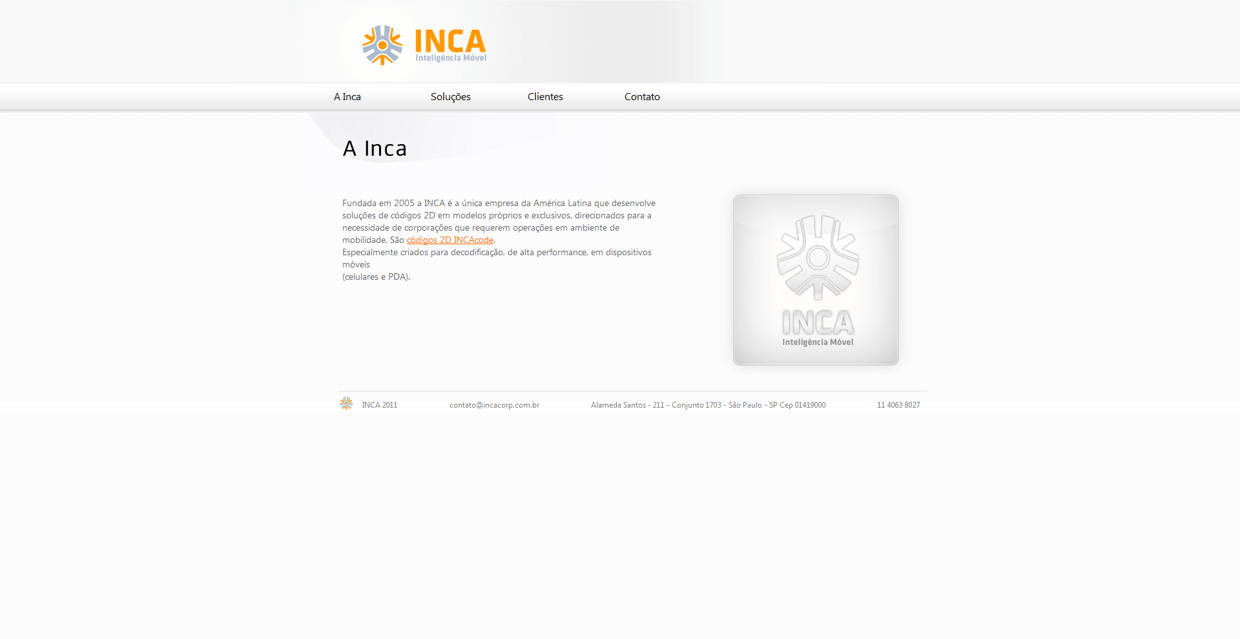 INCA
Inteligência Móvel
A Inca
Soluções
Clientes
Contato
A Inca
Fundada em 2005 a INCA é a única empresa da América Latina que desenvolve
soluções de códigos 2D em modelos próprios e exclusivos, direcionados para a
necessidade de corporações que requerem operações em ambiente de
mobilidade. São códigos 2D INCAcode.
Especialmente criados para decodificação, de alta performance, em dispositivos
móveis
(celulares e PDA).
INCA
Inteligência Móvel
INCA 2011
contato@incacorp.com.br
Alameda Santos - 211 - Conjunto 1703 - São Paulo - SP Cep 01419000
11 4063 8027